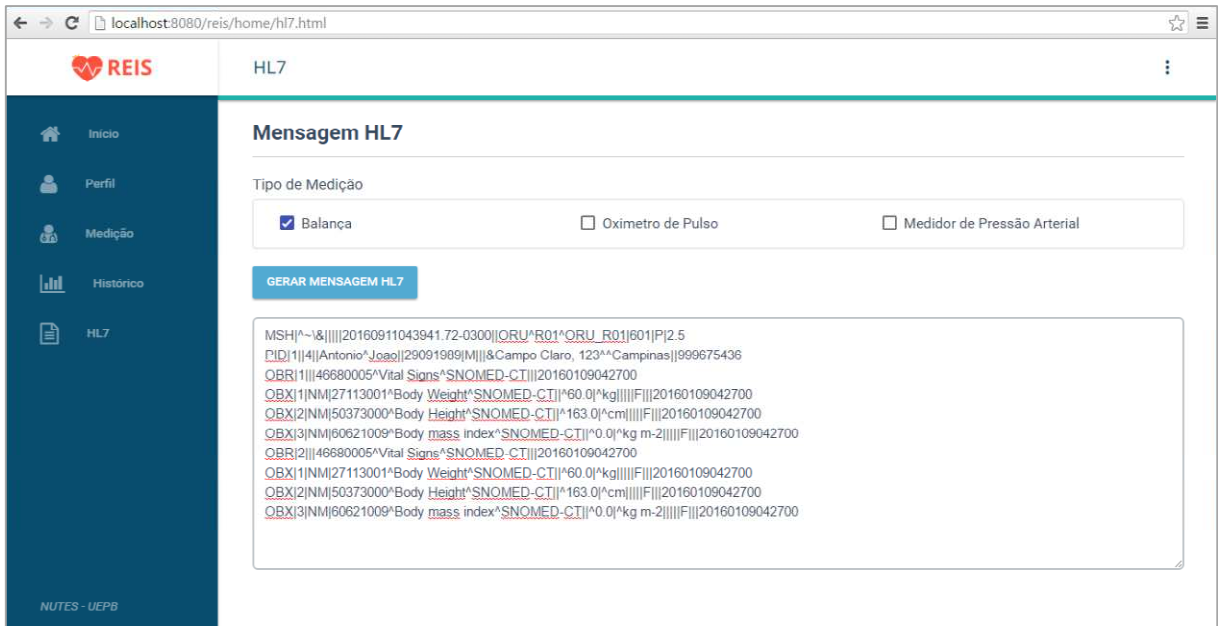 localhost:8080/reis/home/hl7.html
REIS
HL7
Início
Perfil
Medição
Histórico
HL7
NUTES - UEPB
Mensagem HL7
Tipo de Medição
Balança
Oximetro de Pulso
Medidor de Pressão Arterial
GERAR MENSAGEM HL7
MSH|^~\&|||||20160911043941.72-0300||ORU^R01^ORU_R01|601|P|2.5
PID|1||4||Antonio^Joao||29091989|M|||&Campo Claro, 123^^Campinas||999675436
OBR|1|||46680005^Vital Signs^SNOMED-CT|||20160109042700
OBX|1|NM|27113001^Body Weight^SNOMED-CT||^60.0|^kg|||||F|||20160109042700
OBX|2|NM|50373000^Body Height^SNOMED-CT||^163.0|^cm|||||F|||20160109042700
OBX|3|NM|60621009^Body mass index^SNOMED-CT||^0.0|^kg m-2|||||F|||20160109042700
OBR|2|||46680005^Vital Signs^SNOMED-CT|||20160109042700
OBX|1|NM|27113001^Body Weight^SNOMED-CT||^60.0|^kg|||||F|||20160109042700
OBX|2|NM|50373000^Body Height^SNOMED-CT||^163.0|^cm|||||F|||20160109042700
OBX|3|NM|60621009^Body mass index^SNOMED-CT||^0.0|^kg m-2|||||F|||20160109042700